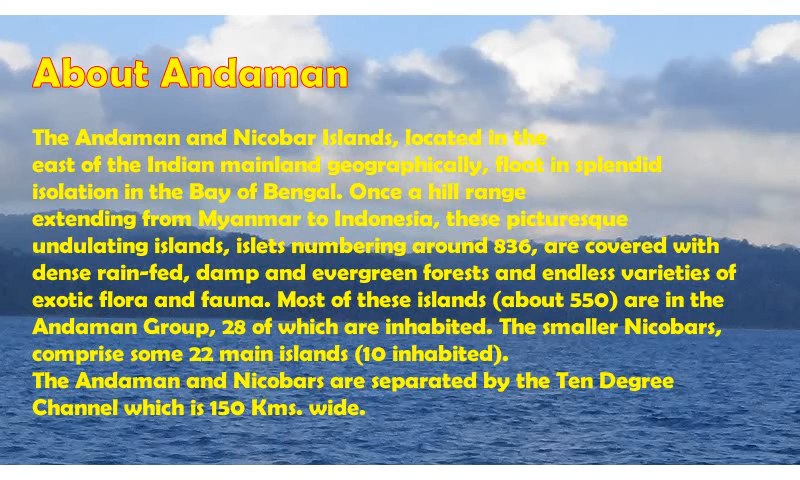 About Andaman
The Andaman and Nicobar Islands, located in the
east of the Indian mainland geographically, float in splendid
isolation in the Bay of Bengal. Once a hill range
extending from Myanmar to Indonesia, these picturesque
undulating islands, islets numbering around 836, are covered with
dense rain-fed, damp and evergreen forests and endless varieties of
exotic flora and fauna. Most of these islands (about 550) are in the
Andaman Group, 28 of which are inhabited. The smaller Nicobars,
comprise some 22 main islands (10 inhabited).
The Andaman and Nicobars are separated by the Ten Degree
Channel which is 150 Kms. wide.